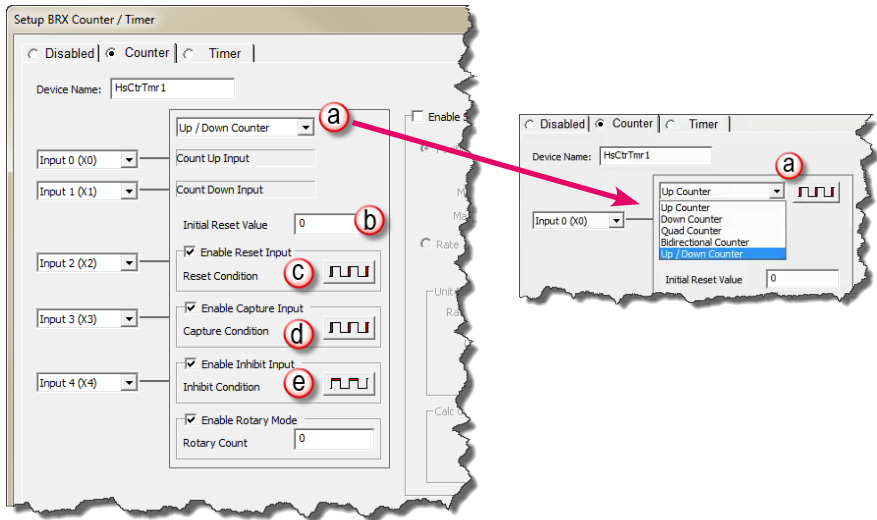 Setup BRX Counter / Timer
Disabled Counter Timer
Device Name: HsCtrTmr1
Up / Down Counter
a
Enable
Input 0 (X0)
Count Up Input
Input 1 (X1)
Count Down Input
Initial Reset Value 0
b
Enable Reset Input
Input 2 (X2)
Reset Condition
c
Rate
Enable Capture Input
Input 3 (X3)
Capture Condition
d
Unit
Enable Inhibit Input
Input 4 (X4)
Inhibit Condition
e
Enable Rotary Mode
Rotary Count 0
Calc
Disabled Counter Timer
Device Name: HsCtrTmr1
a
Up Counter
Up Counter
Down Counter
Quad Counter
Bidirectional Counter
Up / Down Counter
Input 0 (X0)
Initial Reset Value 0